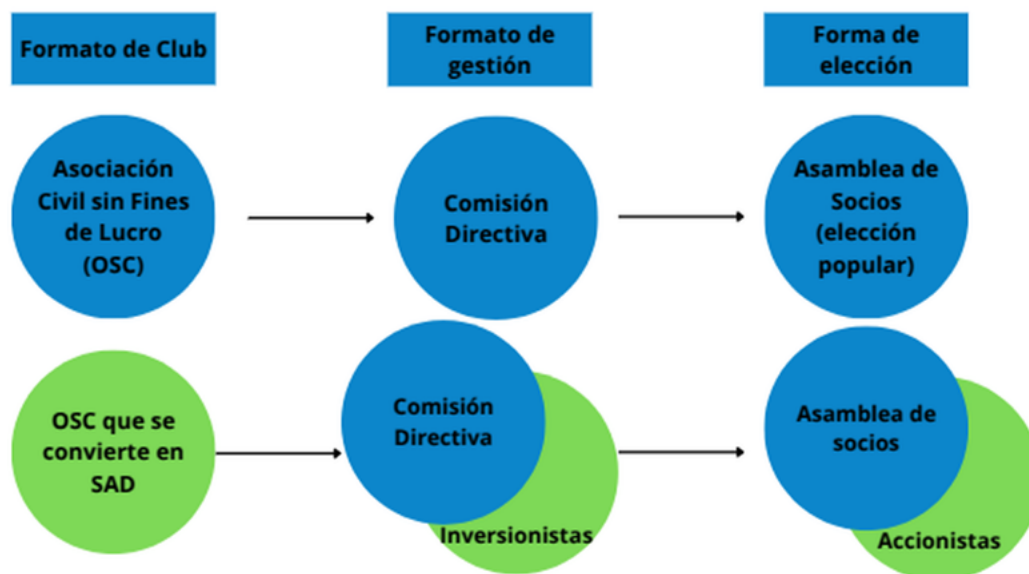 Formato de Club
Formato de
gestión
Forma de
elección
Asociación
Civil sin Fines
de Lucro
(OSC)
Comisión
Directiva
Asamblea de
Socios
(elección
popular)
OSC que se
convierte en
SAD
Comisión
Directiva
Inversionistas
Asamblea de
socios
Accionistas